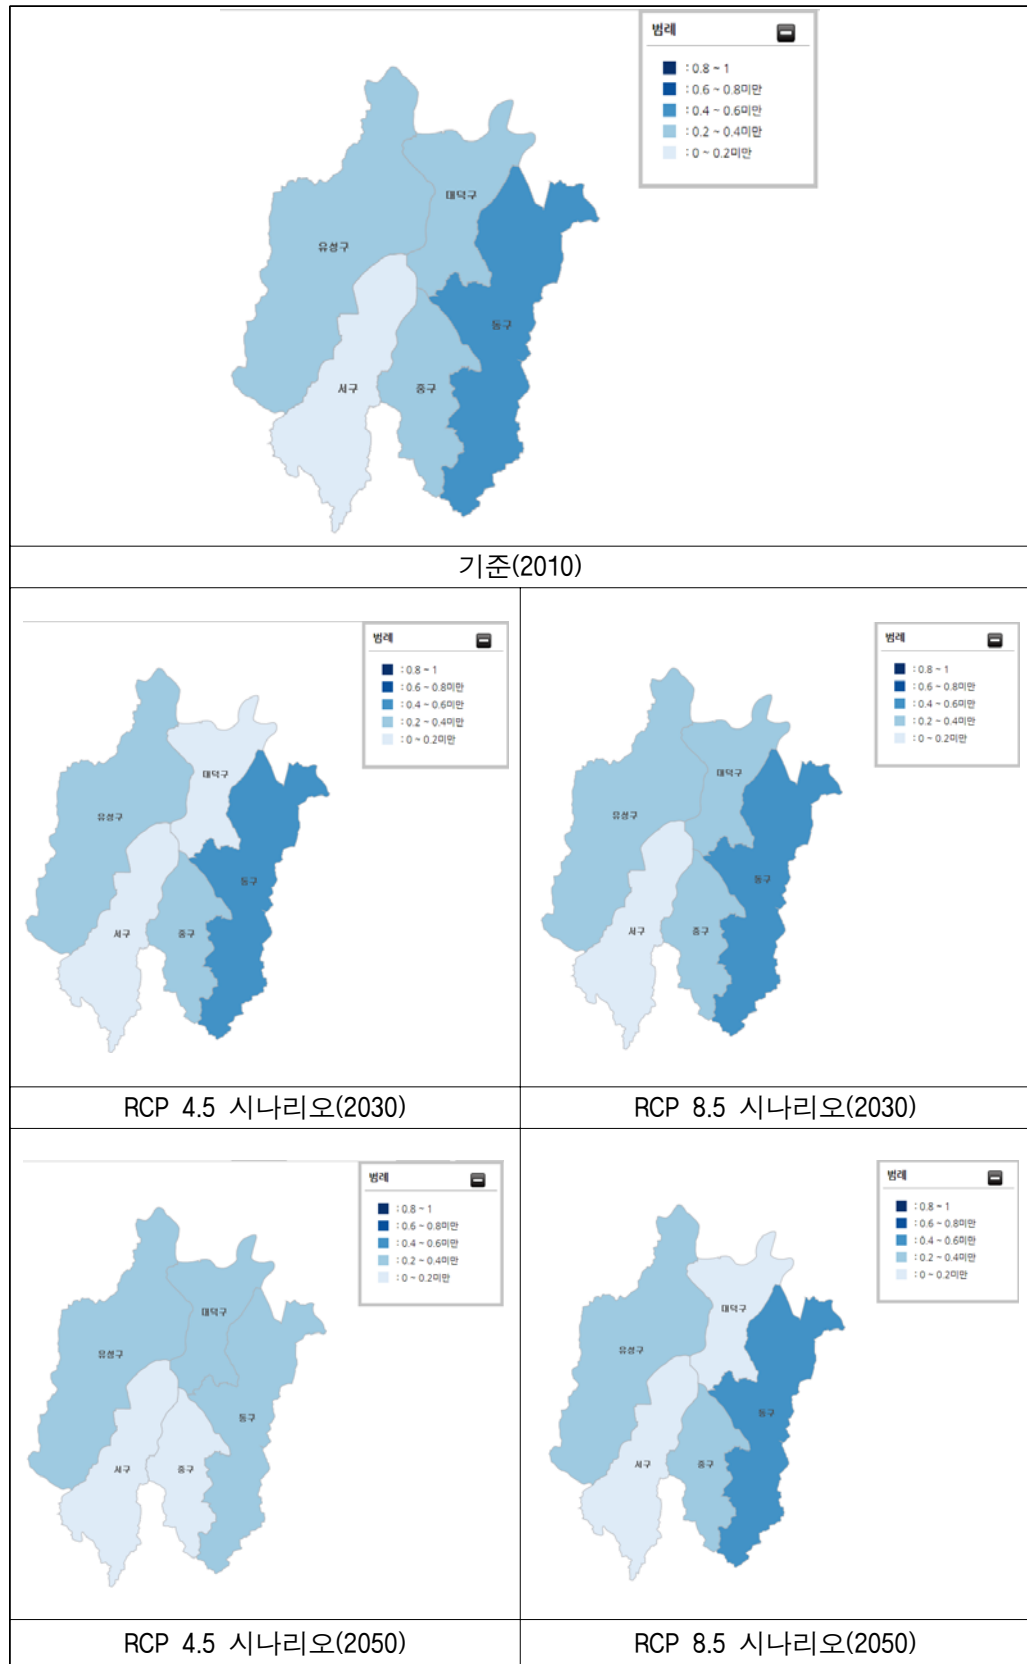 범례
: 0.8 ~ 1
: 0.6 ~ 0.8미만
: 0.4 ~ 0.6미만
: 0.2 ~ 0.4미만
: 0 ~ 0.2미만
대덕구
유성구
동구
서구
중구
기준(2010)
범례
: 0.8 ~ 1
: 0.6 ~ 0.8미만
: 0.4 ~ 0.6미만
: 0.2 ~ 0.4미만
: 0 ~ 0.2미만
대덕구
유성구
동구
서구
중구
RCP 4.5 시나리오(2030)
범례
: 0.8 ~ 1
: 0.6 ~ 0.8미만
: 0.4 ~ 0.6미만
: 0.2 ~ 0.4미만
: 0 ~ 0.2미만
대덕구
유성구
동구
서구
중구
RCP 8.5 시나리오(2030)
범례
: 0.8 ~ 1
: 0.6 ~ 0.8미만
: 0.4 ~ 0.6미만
: 0.2 ~ 0.4미만
: 0 ~ 0.2미만
대덕구
유성구
동구
서구
중구
RCP 4.5 시나리오(2050)
범례
: 0.8 ~ 1
: 0.6 ~ 0.8미만
: 0.4 ~ 0.6미만
: 0.2 ~ 0.4미만
: 0 ~ 0.2미만
대덕구
유성구
동구
서구
중구
RCP 8.5 시나리오(2050)